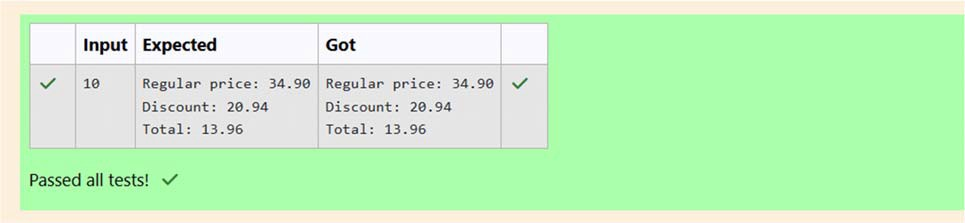 Input Expected Got
10 Regular price: 34.90 Regular price: 34.90
Discount: 20.94 Discount: 20.94
Total: 13.96 Total: 13.96
Passed all tests!